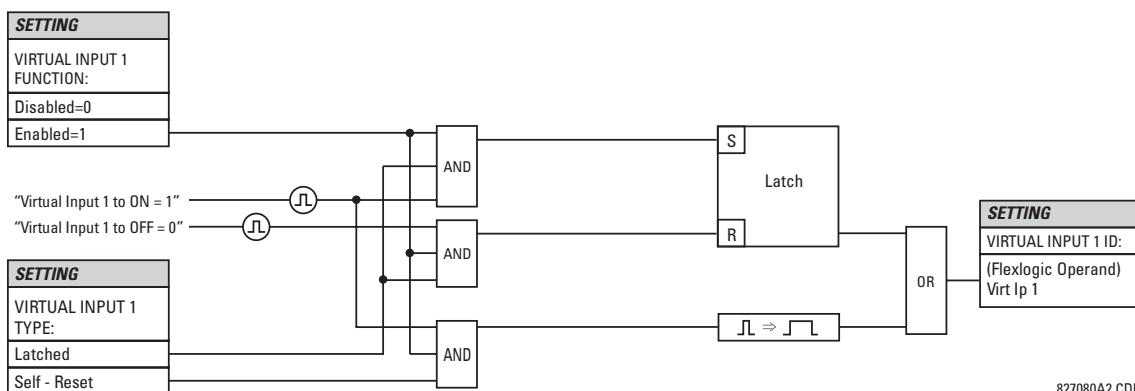 SETTING
VIRTUAL INPUT 1
FUNCTION:
Disabled=0
Enabled=1
"Virtual Input 1 to ON = 1"
"Virtual Input 1 to OFF = 0"
SETTING
VIRTUAL INPUT 1
TYPE:
Latched
Self - Reset
AND
AND
AND
S
Latch
R
OR
SETTING
VIRTUAL INPUT 1 ID:
(Flexlogic Operand)
Virt Ip 1